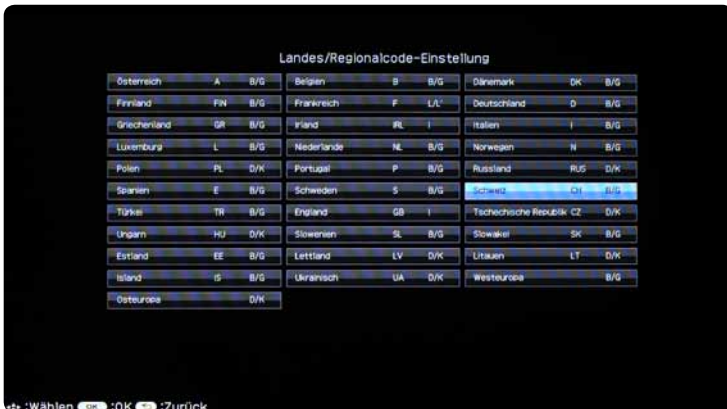 Landes/Regionalcode-Einstellung
Österreich A B/G Belgien B B/G Dänemark DK B/G
Finnland FIN B/G Frankreich F L/L' Deutschland D B/G
Griechenland GR B/G Irland IRL I Italien I B/G
Luxemburg L B/G Niederlande NL B/G Norwegen N B/G
Polen PL D/K Portugal P B/G Russland RUS D/K
Spanien E B/G Schweden S B/G Schweiz CH B/G
Türkei TR B/G England GB I Tschechische Republik CZ D/K
Ungarn HU D/K Slowenien SL B/G Slowakei SK B/G
Estland EE B/G Lettland LV D/K Litauen LT D/K
Island IS B/G Ukrainisch UA D/K Westeuropa B/G
Osteuropa D/K
:Wählen OK :OK :Zurück